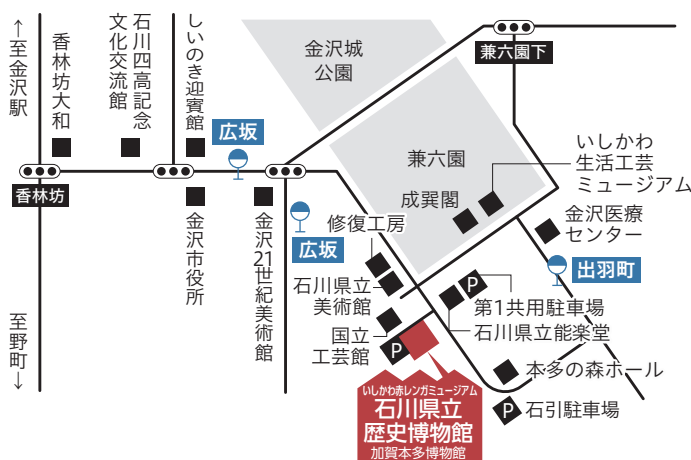 ←至金沢駅
香林坊大和
石川四高記念
文化交流館
しいのき迎賓館
広坂
金沢城
公園
兼六園下
兼六園
成巽閣
いしかわ
生活工芸
ミュージアム
香林坊
金沢市役所
金沢21世紀美術館
広坂
修復工房
石川県立
美術館
国立
工芸館
P
P
第1共用駐車場
石川県立能楽堂
金沢医療
センター
出羽町
本多の森ホール
P
石引駐車場
至野町→
いしかわ赤レンガミュージアム
石川県立
歴史博物館
加賀本多博物館